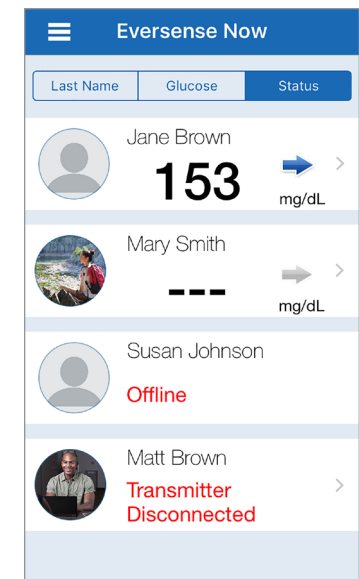 Eversense Now
Last Name Glucose Status
Jane Brown
153
mg/dL
Mary Smith
---
mg/dL
Susan Johnson
Offline
Matt Brown
Transmitter
Disconnected